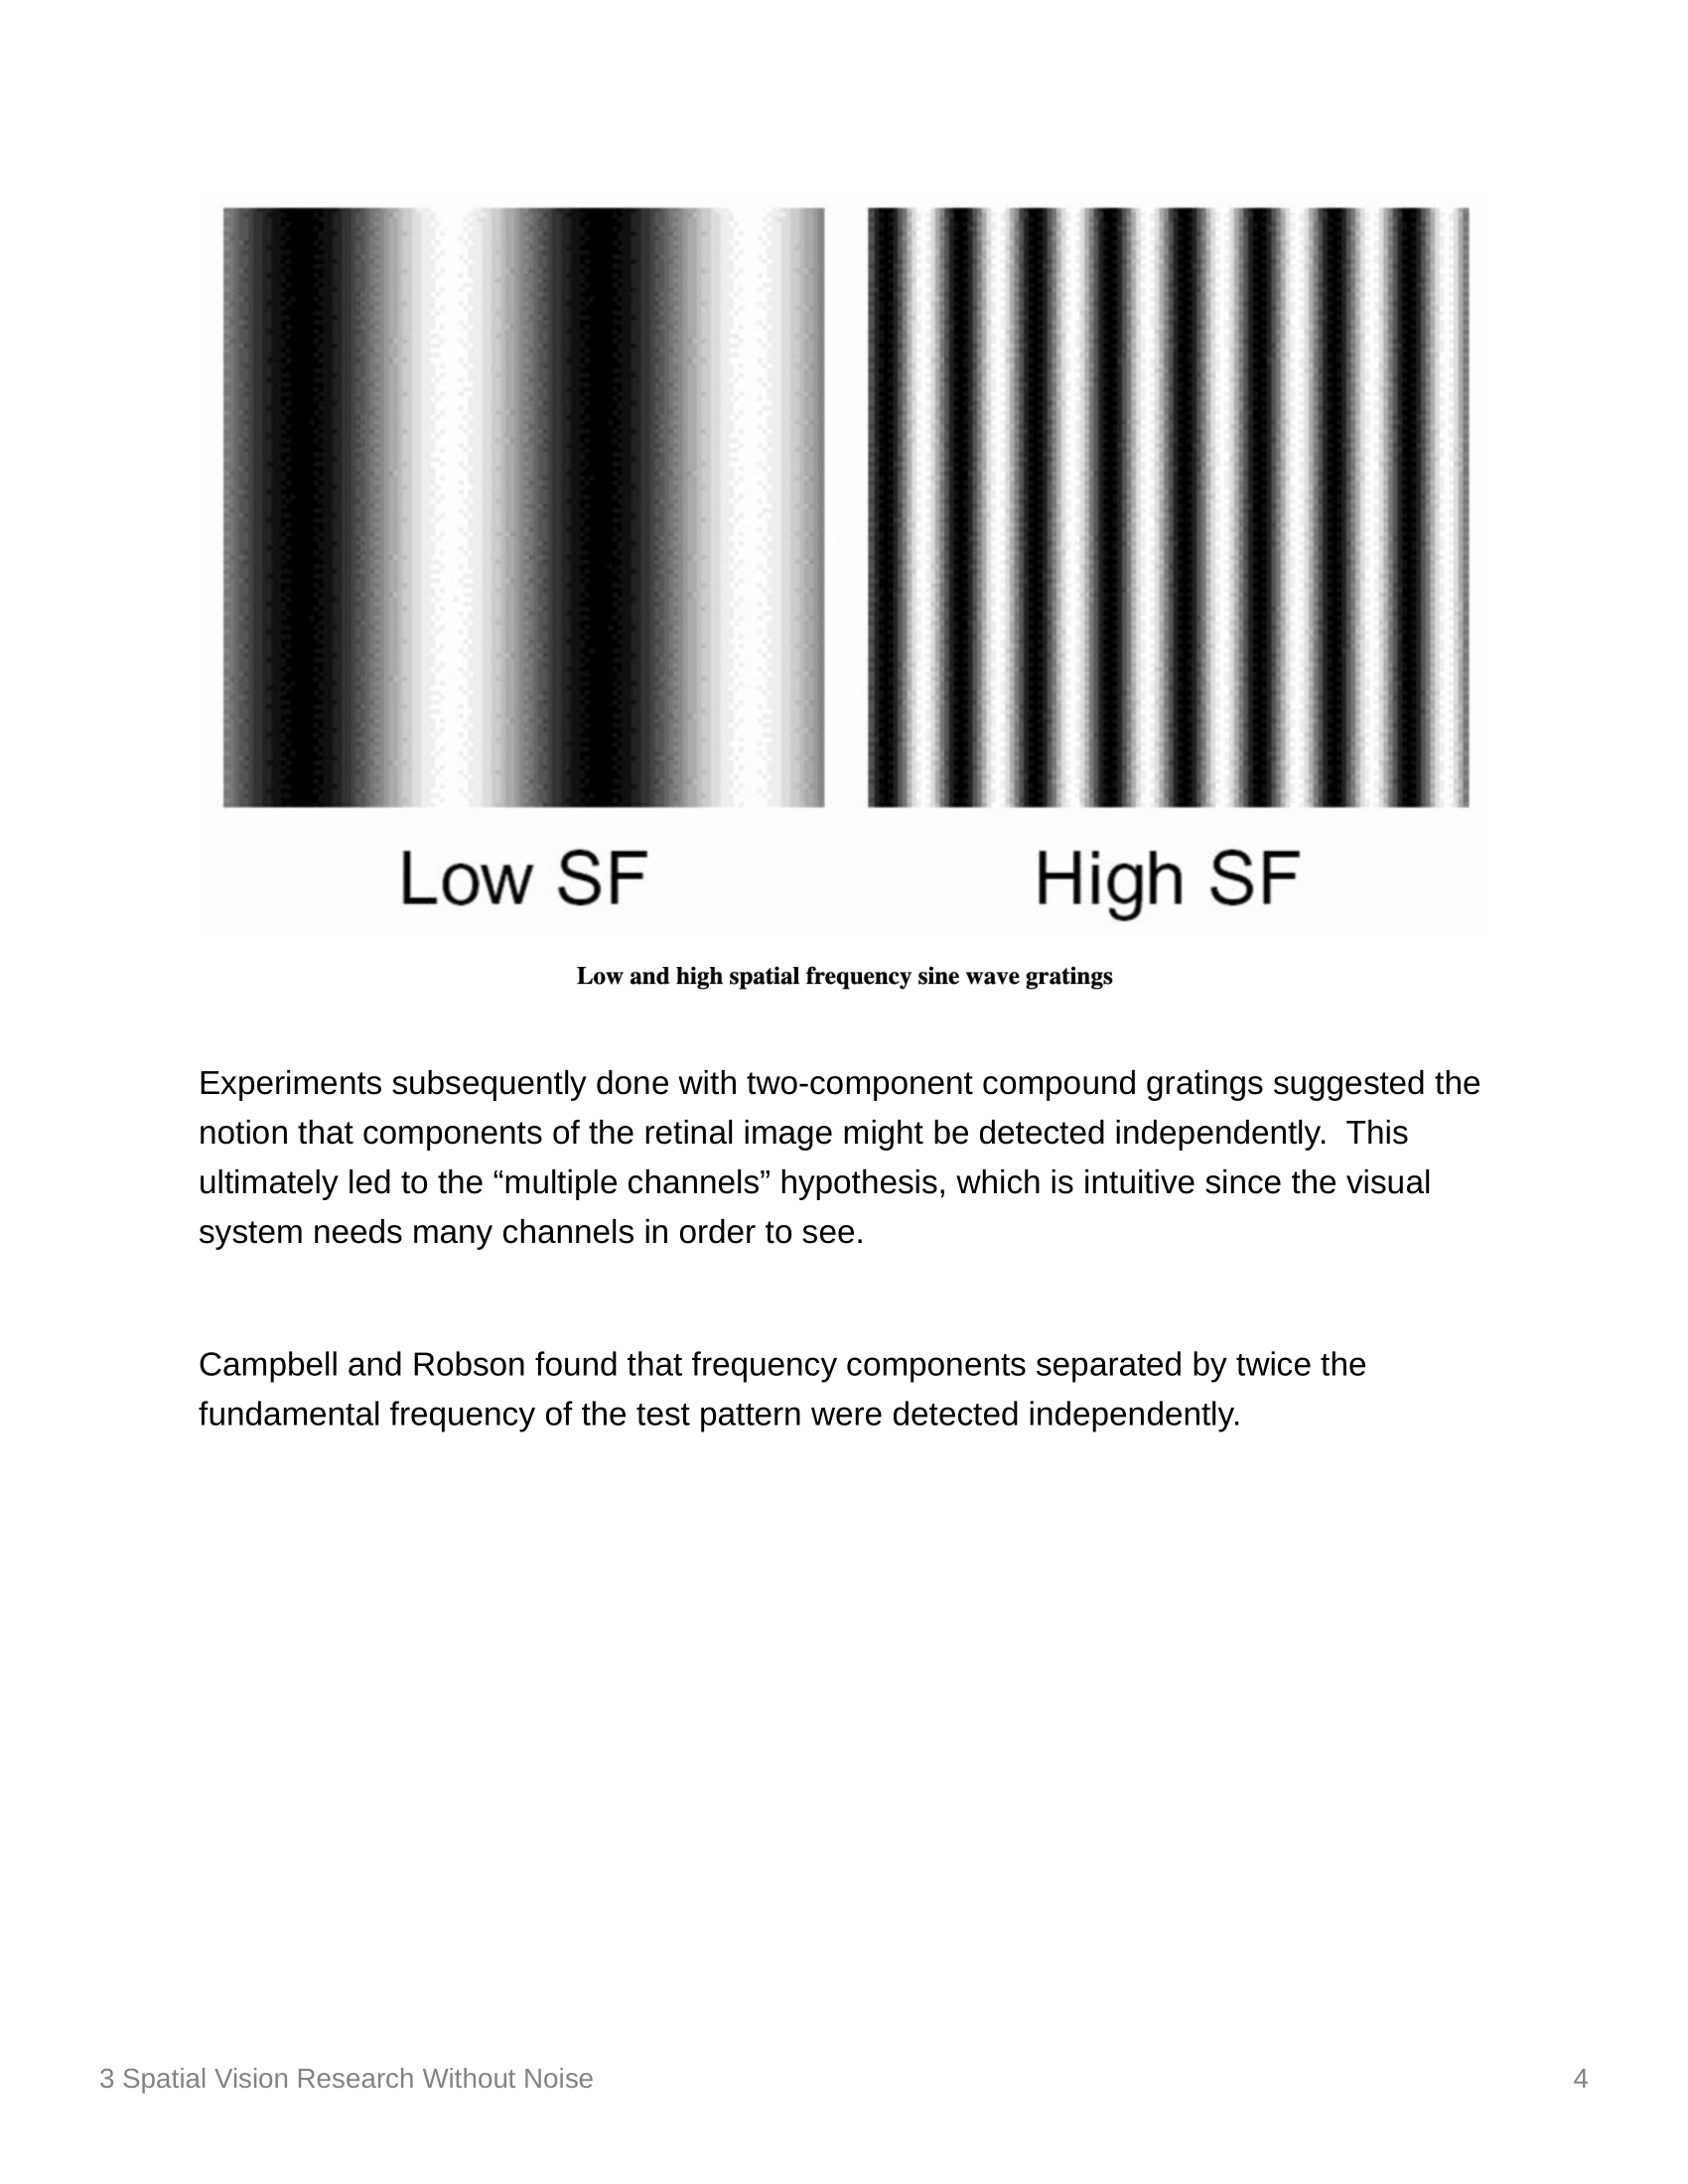 Low SF
High SF
Low and high spatial frequency sine wave gratings
Experiments subsequently done with two-component compound gratings suggested the
notion that components of the retinal image might be detected independently.  This
ultimately led to the “multiple channels” hypothesis, which is intuitive since the visual
system needs many channels in order to see.
Campbell and Robson found that frequency components separated by twice the
fundamental frequency of the test pattern were detected independently.
3 Spatial Vision Research Without Noise
4